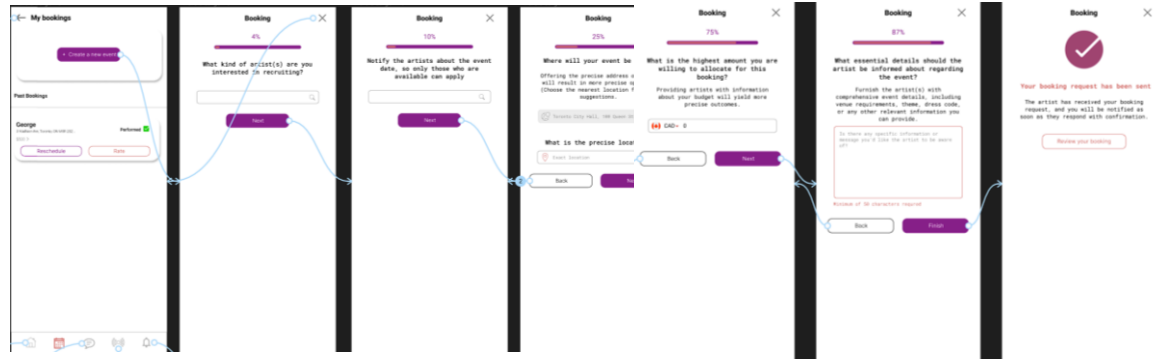 My bookings
+ Create a new event
Past Bookings
George
Performed
Reschedule
Rate
Booking
4%
What kind of artist(s) are you
interested in recruiting?
Next
Booking
10%
Notify the artists about the event
date, so only those who are
available can apply
Next
Booking
25%
Where will your event be
Offering the precise address o
will result in more precise
(Choose the nearest location f
suggestions.
Toronto City Hall, 100 Queen
What is the precise locat
Exact location
Back
Booking
75%
What is the highest amount you are
willing to allocate for this
booking?
Providing artists with information
about your budget will yield more
precise outcomes.
CAD~ 0
Back
Next
Booking
87%
What essential details should the
artist be informed about regarding
the event?
Furnish the artist(s) with
comprehensive event details, including
venue requirements, theme, dress code,
or any other relevant information you
can provide.
Is there any specific information or
message you'd like the artist to be aware
of?
Minimum of 50 characters required
Back
Finish
Booking
Your booking request has been sent
The artist has received your booking
request, and you will be notified as
soon as they respond with confirmation.
Review your booking